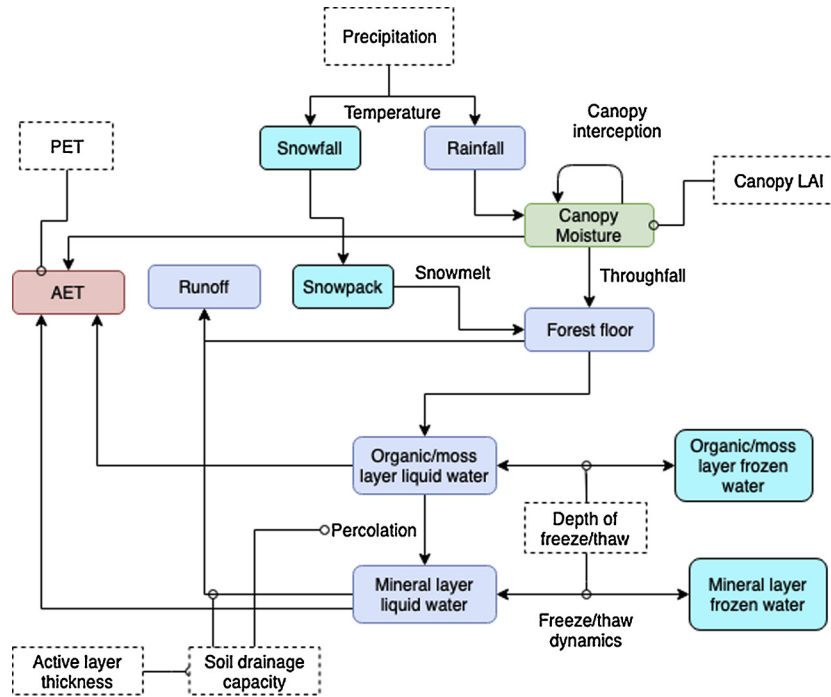 Precipitation
Temperature
Canopy
interception
PET
Snowfall
Rainfall
Canopy LAI
Canopy
Moisture
AET
Runoff
Snowpack
Snowmelt
Throughfall
Forest floor
Organic/moss
layer liquid water
Organic/moss
layer frozen
water
Depth of
freeze/thaw
Percolation
Mineral layer
liquid water
Mineral layer
frozen water
Freeze/thaw
dynamics
Active layer
thickness
Soil drainage
capacity